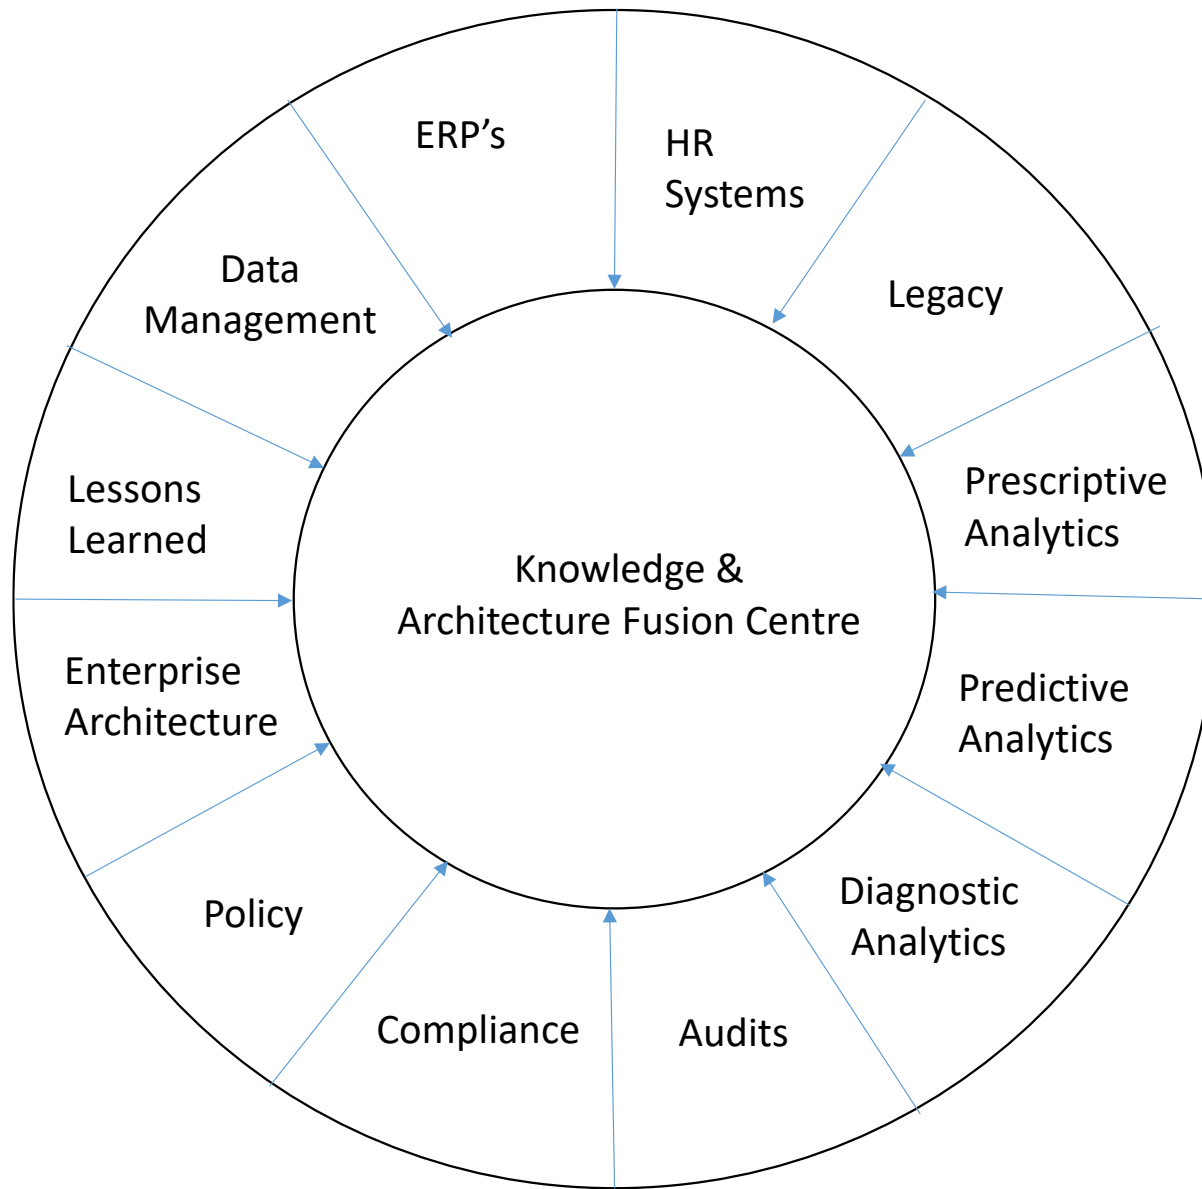 ERP’s
HR
Systems
Data
Management
Legacy
Lessons
Learned
Prescriptive
Analytics
Knowledge &
Architecture Fusion Centre
Enterprise
Architecture
Predictive
Analytics
Policy
Diagnostic
Analytics
Compliance
Audits